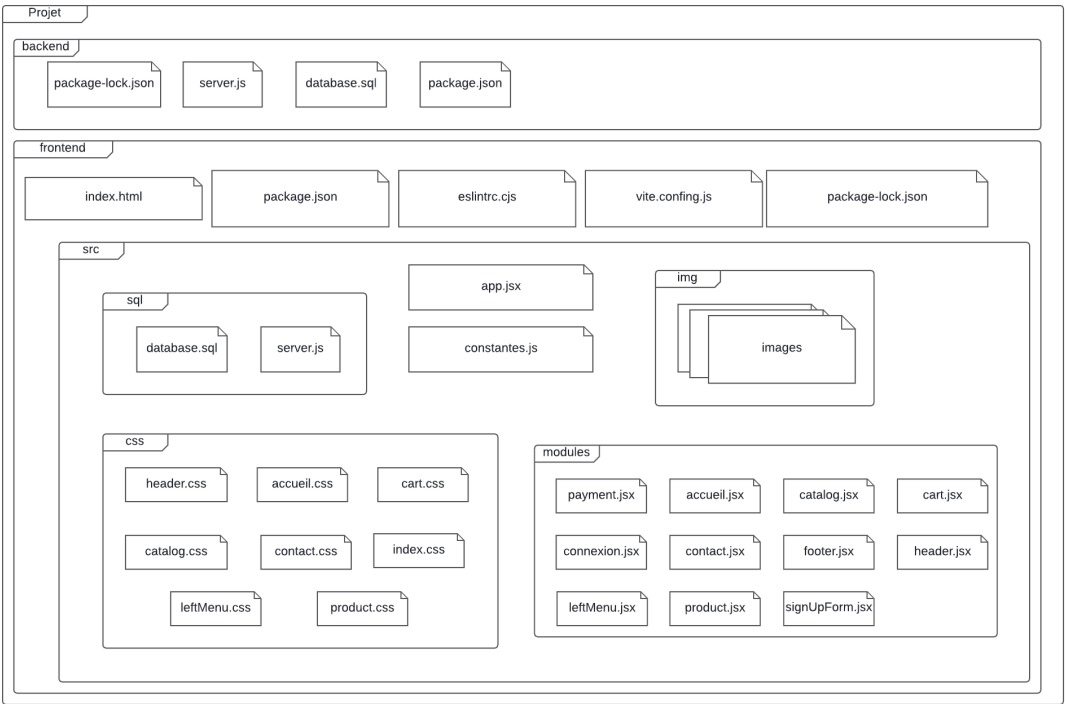 Projet
backend
package-lock.json
server.js
database.sql
package.json
frontend
index.html
package.json
eslintrc.cjs
vite.confing.js
package-lock.json
src
app.jsx
img
sql
database.sql
server.js
constantes.js
images
css
header.css
accueil.css
cart.css
catalog.css
contact.css
index.css
leftMenu.css
product.css
modules
payment.jsx
accueil.jsx
catalog.jsx
cart.jsx
connexion.jsx
contact.jsx
footer.jsx
header.jsx
leftMenu.jsx
product.jsx
signUpForm.jsx